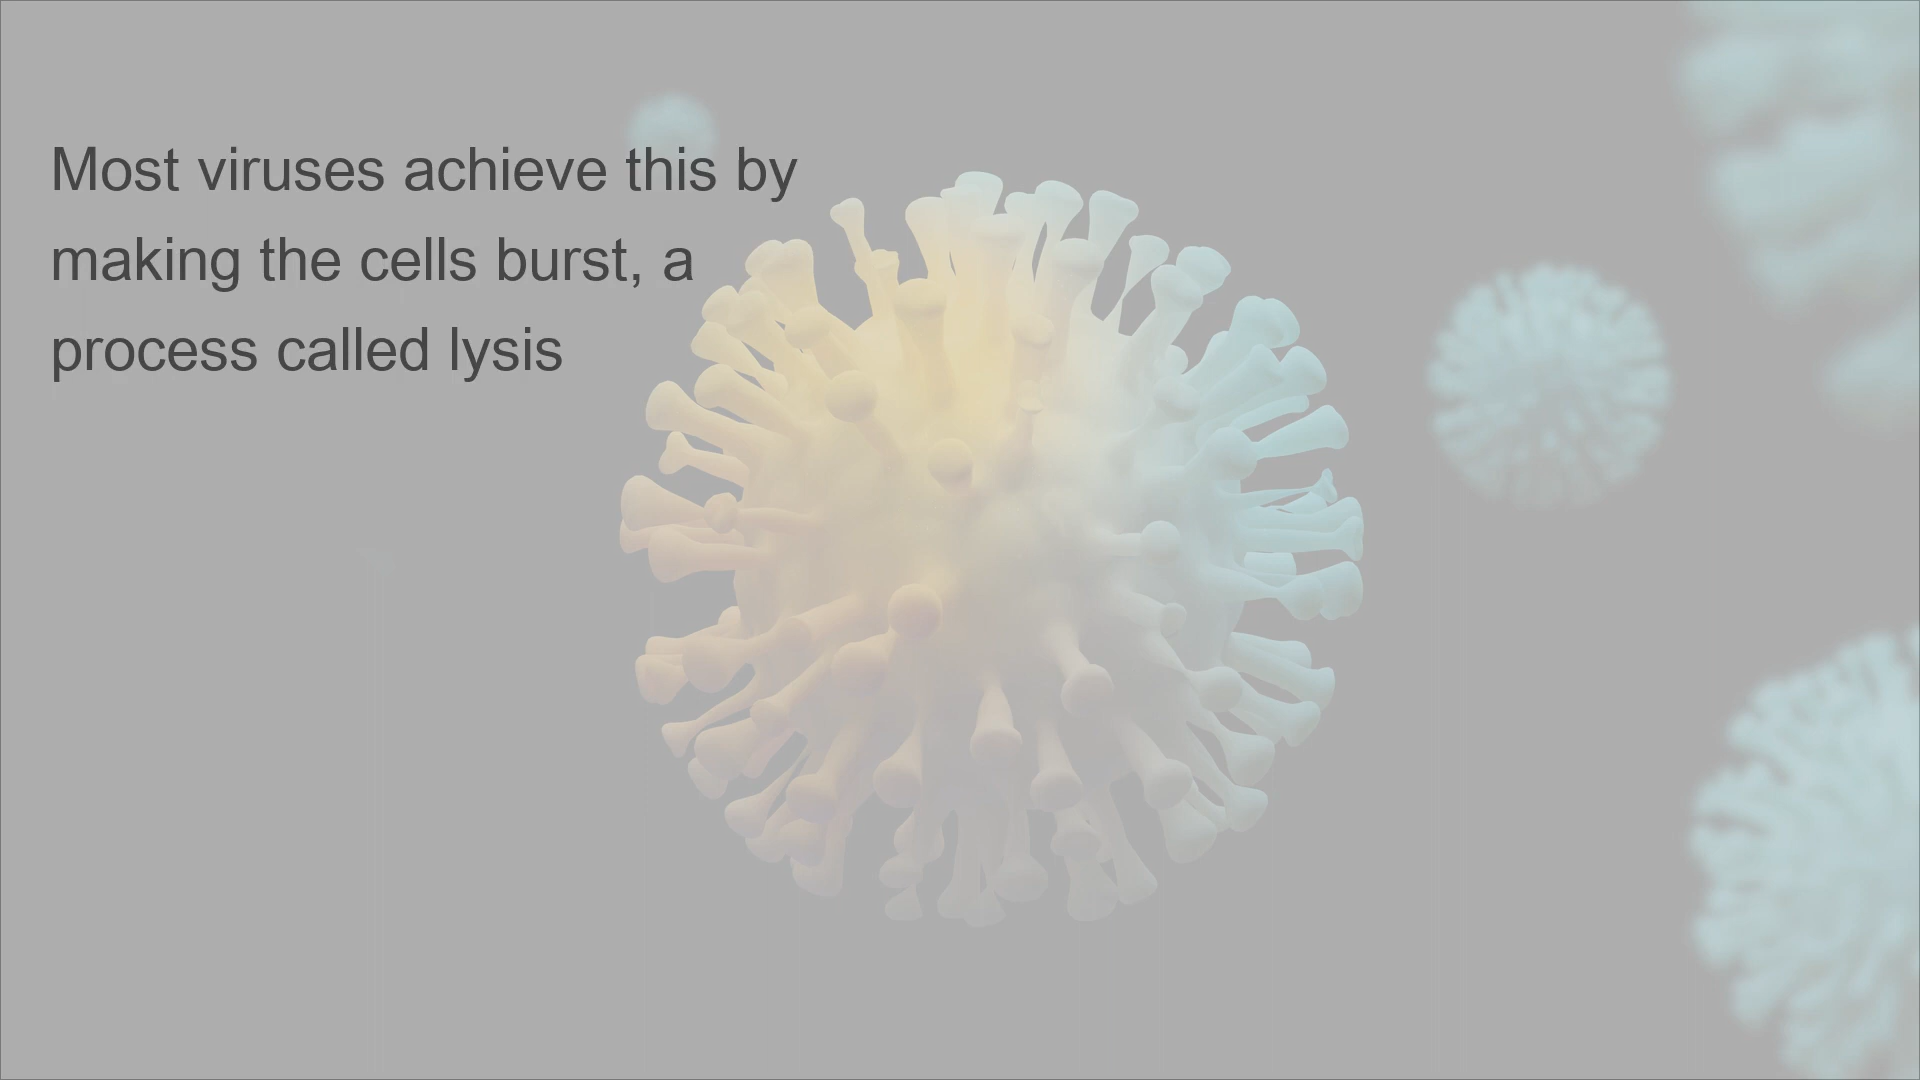 Most viruses achieve this by
making the cells burst, a
process called lysis